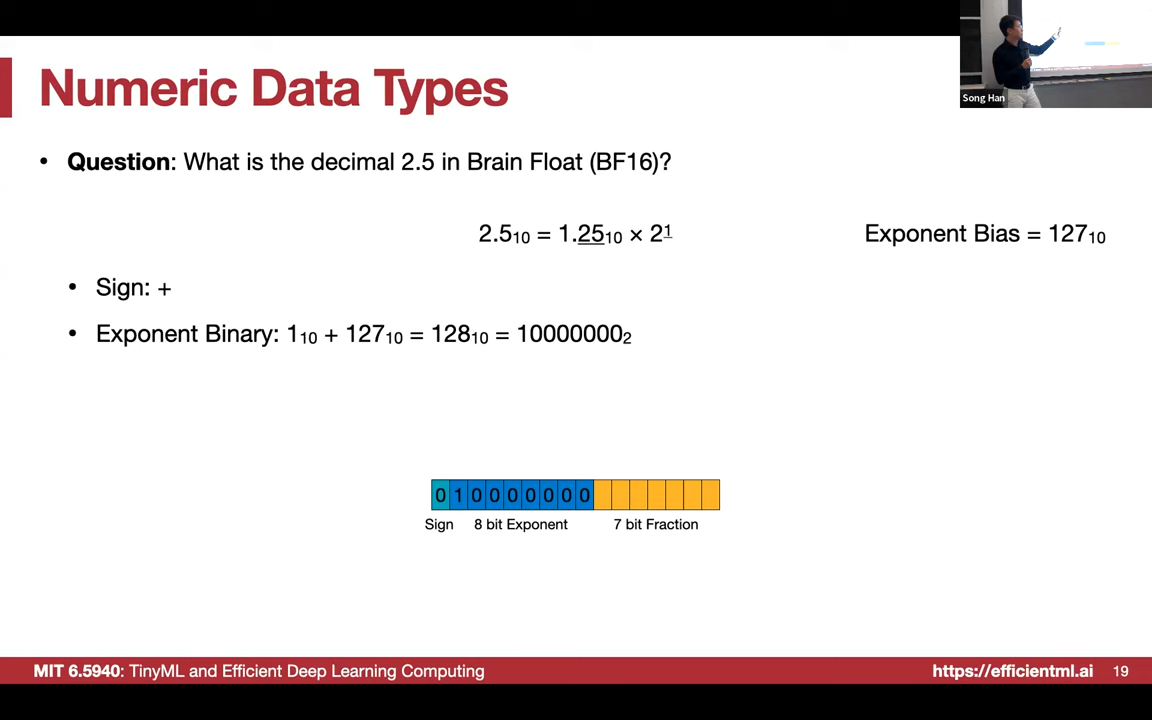 Numeric Data Types
Song Han
• Question: What is the decimal 2.5 in Brain Float (BF16)?
2.5₁₀ = 1.25₁₀ × 2¹
Exponent Bias = 127₁₀
• Sign: +
• Exponent Binary: 1₁₀ + 127₁₀ = 128₁₀ = 10000000₂
0 1 0 0 0 0 0 0 0
Sign 8 bit Exponent 7 bit Fraction
MIT 6.5940: TinyML and Efficient Deep Learning Computing
https://efficientml.ai 19